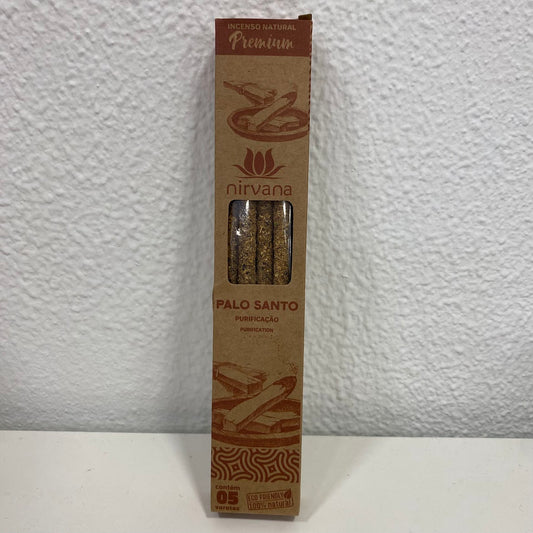 INCENSO NATURAL
Premium
nirvana
PALO SANTO
PURIFICAÇÃO
PURIFICATION
contém
05
varetas
ECO FRIENDLY
100% natural